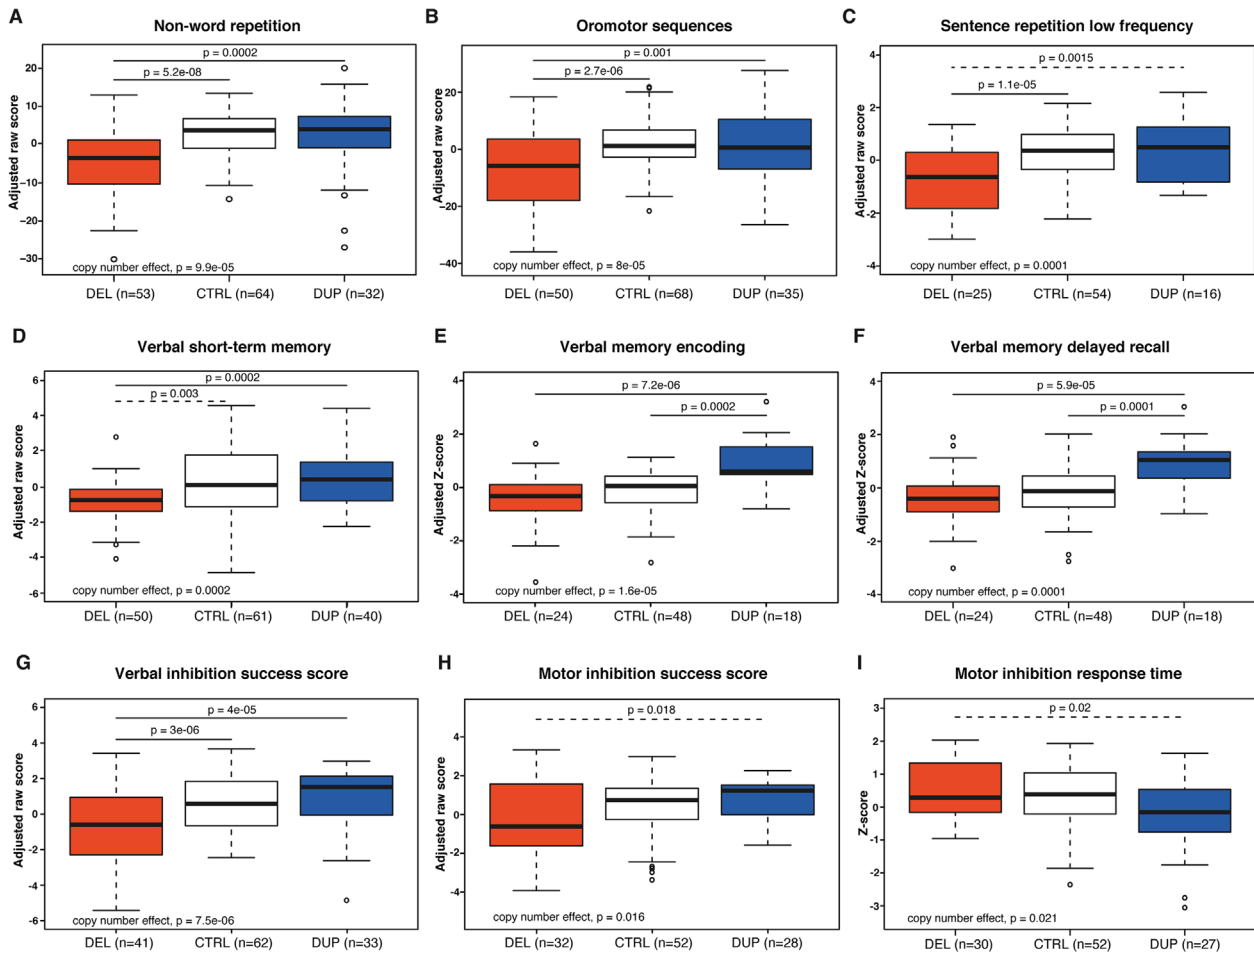 A Non-word repetition
p = 0.0002
p = 5.2e-08
Adjusted raw score
20
10
0
−10
−20
−30
copy number effect, p = 9.9e-05
DEL (n=53) CTRL (n=64) DUP (n=32)
B Oromotor sequences
p = 0.001
p = 2.7e-06
Adjusted raw score
20
0
−20
−40
copy number effect, p = 8e-05
DEL (n=50) CTRL (n=68) DUP (n=35)
C Sentence repetition low frequency
p = 0.0015
p = 1.1e-05
Adjusted raw score
4
2
0
-2
-4
copy number effect, p = 0.0001
DEL (n=25) CTRL (n=54) DUP (n=16)
D Verbal short-term memory
p = 0.0002
p = 0.003
Adjusted raw score
6
4
2
0
-2
-4
-6
copy number effect, p = 0.0002
DEL (n=50) CTRL (n=61) DUP (n=40)
E Verbal memory encoding
p = 7.2e-06
p = 0.0002
Adjusted Z-score
4
2
0
-2
-4
copy number effect, p = 1.6e-05
DEL (n=24) CTRL (n=48) DUP (n=18)
F Verbal memory delayed recall
p = 5.9e-05
p = 0.0001
Adjusted Z-score
4
2
0
-2
-4
copy number effect, p = 0.0001
DEL (n=24) CTRL (n=48) DUP (n=18)
G Verbal inhibition success score
p = 4e-05
p = 3e-06
Adjusted raw score
6
4
2
0
-2
-4
-6
copy number effect, p = 7.5e-06
DEL (n=41) CTRL (n=62) DUP (n=33)
H Motor inhibition success score
p = 0.018
Adjusted raw score
4
2
0
-2
-4
copy number effect, p = 0.016
DEL (n=32) CTRL (n=52) DUP (n=28)
I Motor inhibition response time
p = 0.02
Z-score
3
2
1
0
-1
-2
-3
copy number effect, p = 0.021
DEL (n=30) CTRL (n=52) DUP (n=27)